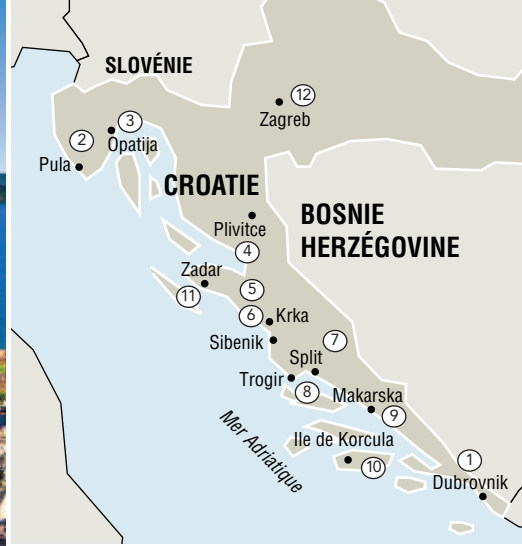 SLOVÉNIE
12
Zagreb
3
2
Opatija
Pula
CROATIE
BOSNIE
HERZÉGOVINE
Plivitce
4
Zadar
5
11
6
Krka
7
Sibenik
Split
Trogir
8
Makarska
9
Mer Adriatique
Ile de Korcula
10
1
Dubrovnik